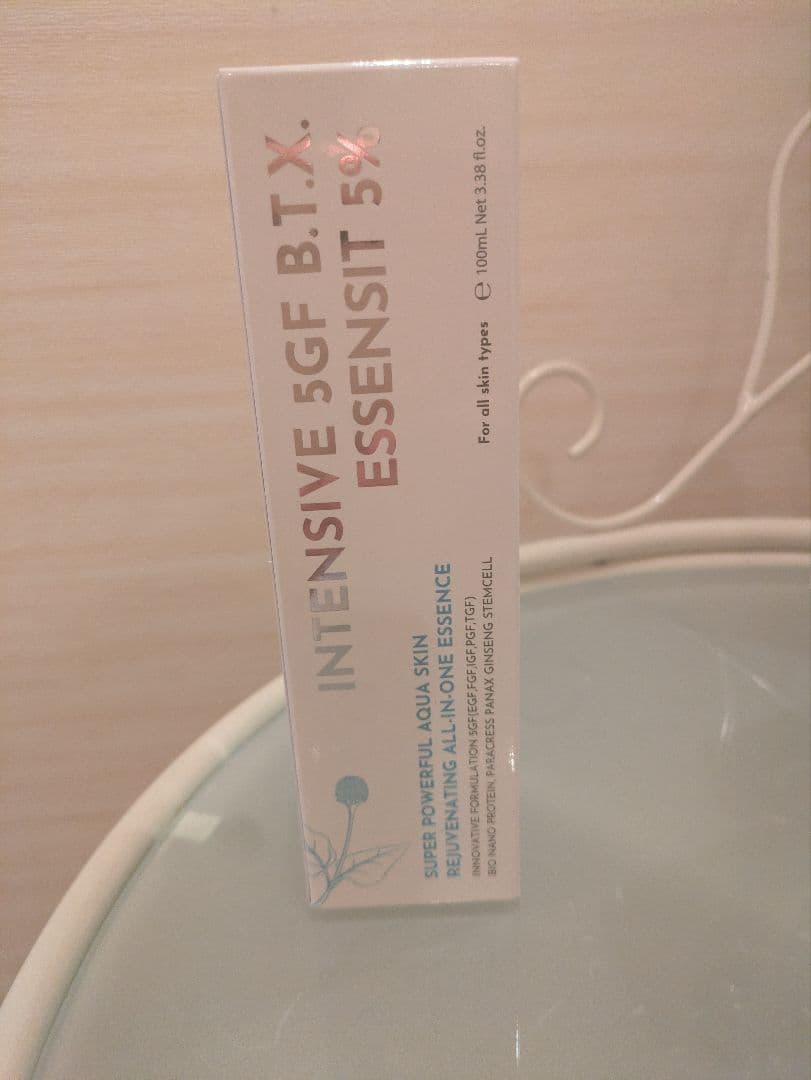 INTENSIVE 5GF B.T.X.
ESSENSIT 5%
SUPER POWERFUL AQUA SKIN
REJUVENATING ALL-IN-ONE ESSENCE
INNOVATIVE FORMULATION 5GF(EGF,FGF,IGF,PGF,TGF)
BIO NANO PROTEIN, PARACRESS PANAX GINSENG STEMCELL
For all skin types ℮ 100mL Net 3.38 fl.oz.